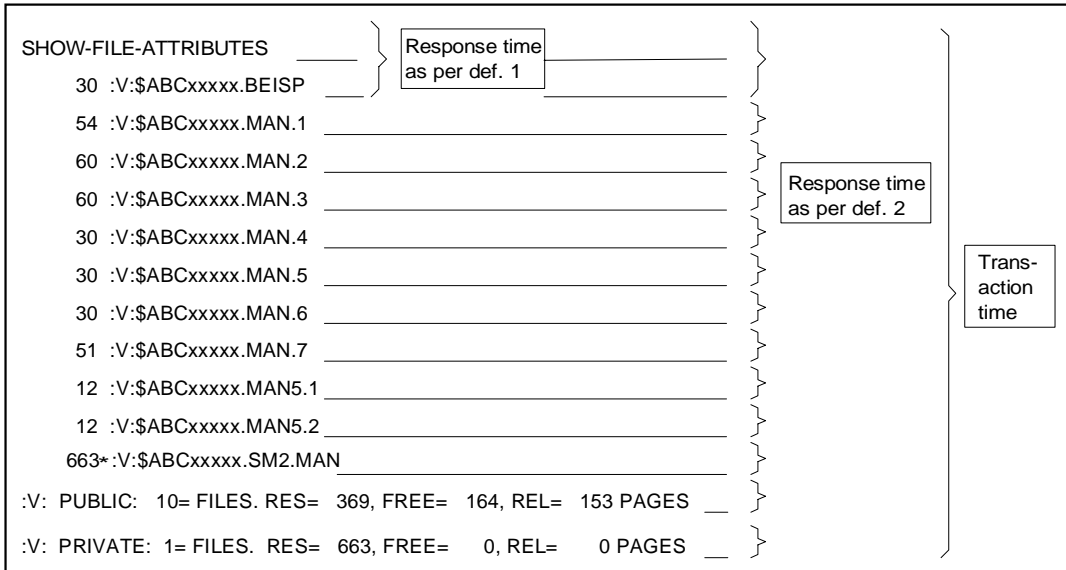 SHOW-FILE-ATTRIBUTES
Response time
as per def. 1
30 :V:$ABCxxxxx.BEISP
54 :V:$ABCxxxxx.MAN.1
60 :V:$ABCxxxxx.MAN.2
60 :V:$ABCxxxxx.MAN.3
Response time
as per def. 2
30 :V:$ABCxxxxx.MAN.4
30 :V:$ABCxxxxx.MAN.5
Trans-
action
time
30 :V:$ABCxxxxx.MAN.6
51 :V:$ABCxxxxx.MAN.7
12 :V:$ABCxxxxx.MAN5.1
12 :V:$ABCxxxxx.MAN5.2
663* :V:$ABCxxxxx.SM2.MAN
:V: PUBLIC: 10= FILES. RES= 369, FREE= 164, REL= 153 PAGES
:V: PRIVATE: 1= FILES. RES= 663, FREE= 0, REL= 0 PAGES